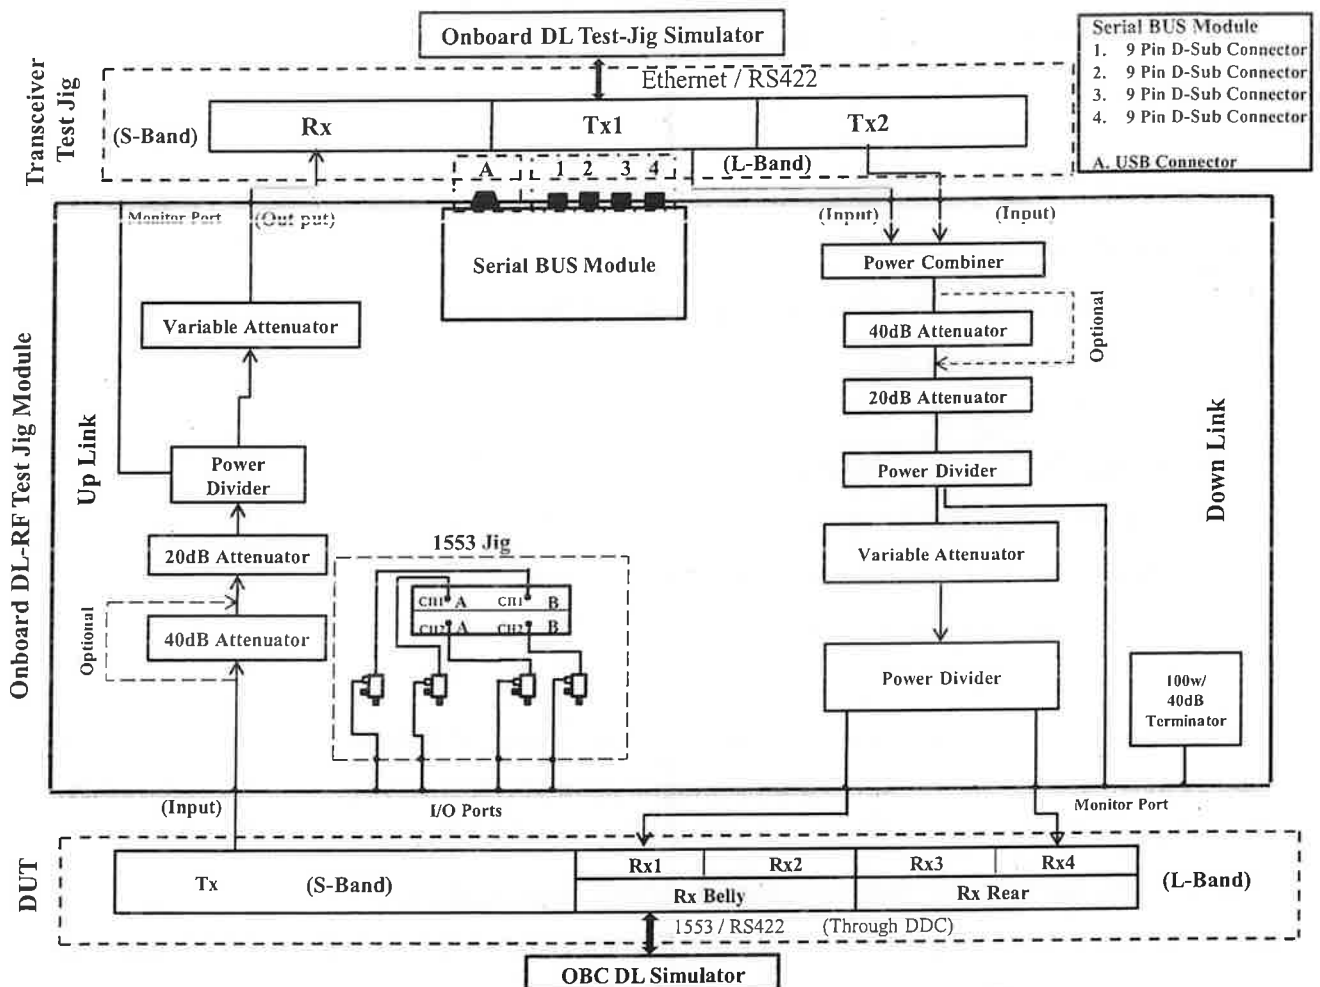 Onboard DL Test-Jig Simulator
Serial BUS Module
1. 9 Pin D-Sub Connector
2. 9 Pin D-Sub Connector
3. 9 Pin D-Sub Connector
4. 9 Pin D-Sub Connector
A. USB Connector
Transceiver
Test Jig
Ethernet / RS422
(S-Band)
Rx
Tx1
Tx2
(L-Band)
A
1 2 3 4
Monitor Port
(Out put)
(Input)
(Input)
Serial BUS Module
Power Combiner
Variable Attenuator
40dB Attenuator
Optional
20dB Attenuator
Onboard DL-RF Test Jig Module
Up Link
Down Link
Power
Divider
Power Divider
20dB Attenuator
1553 Jig
Variable Attenuator
CH1 A
CH1 B
CH2 A
CH2 B
Optional
40dB Attenuator
Power Divider
100w/
40dB
Terminator
(Input)
I/O Ports
Monitor Port
DUT
Tx
(S-Band)
Rx1
Rx2
Rx3
Rx4
Rx Belly
Rx Rear
(L-Band)
1553 / RS422
(Through DDC)
OBC DL Simulator